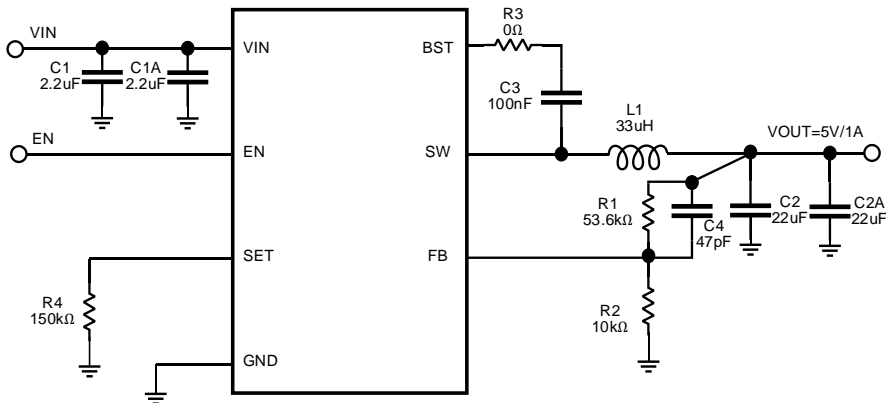 VIN
VIN
C1
2.2uF
C1A
2.2uF
EN
EN
SET
R4
150kΩ
GND
BST
R3
0Ω
C3
100nF
SW
L1
33uH
VOUT=5V/1A
R1
53.6kΩ
C4
47pF
C2
22uF
C2A
22uF
FB
R2
10kΩ